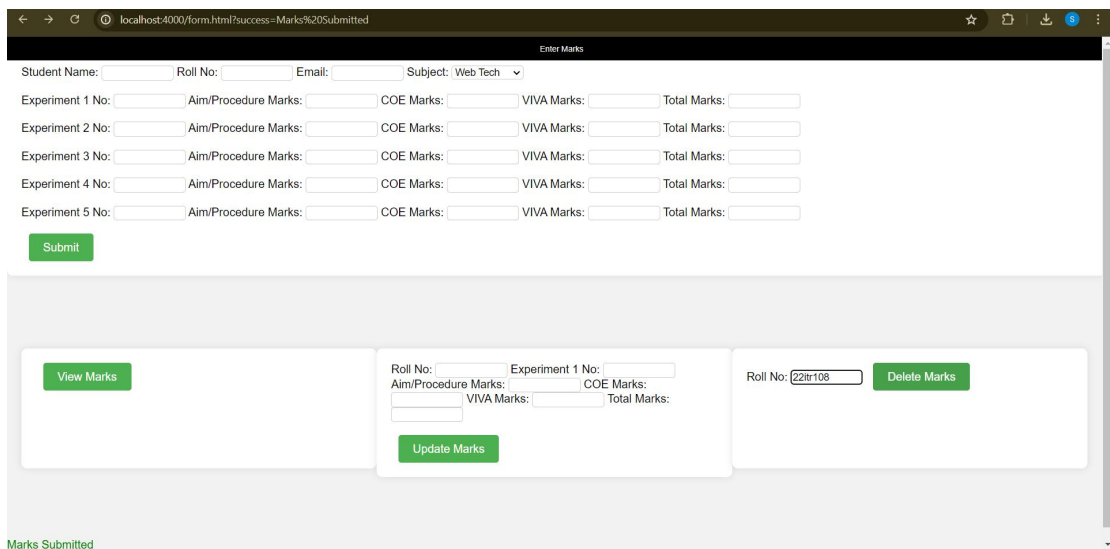 localhost:4000/form.html?success=Marks%20Submitted
S
Enter Marks
Student Name: Roll No: Email: Subject: Web Tech
Experiment 1 No: Aim/Procedure Marks: COE Marks: VIVA Marks: Total Marks:
Experiment 2 No: Aim/Procedure Marks: COE Marks: VIVA Marks: Total Marks:
Experiment 3 No: Aim/Procedure Marks: COE Marks: VIVA Marks: Total Marks:
Experiment 4 No: Aim/Procedure Marks: COE Marks: VIVA Marks: Total Marks:
Experiment 5 No: Aim/Procedure Marks: COE Marks: VIVA Marks: Total Marks:
Submit
View Marks
Roll No: Experiment 1 No:
Aim/Procedure Marks: COE Marks:
VIVA Marks: Total Marks:
Update Marks
Roll No: 22itr108 Delete Marks
Marks Submitted